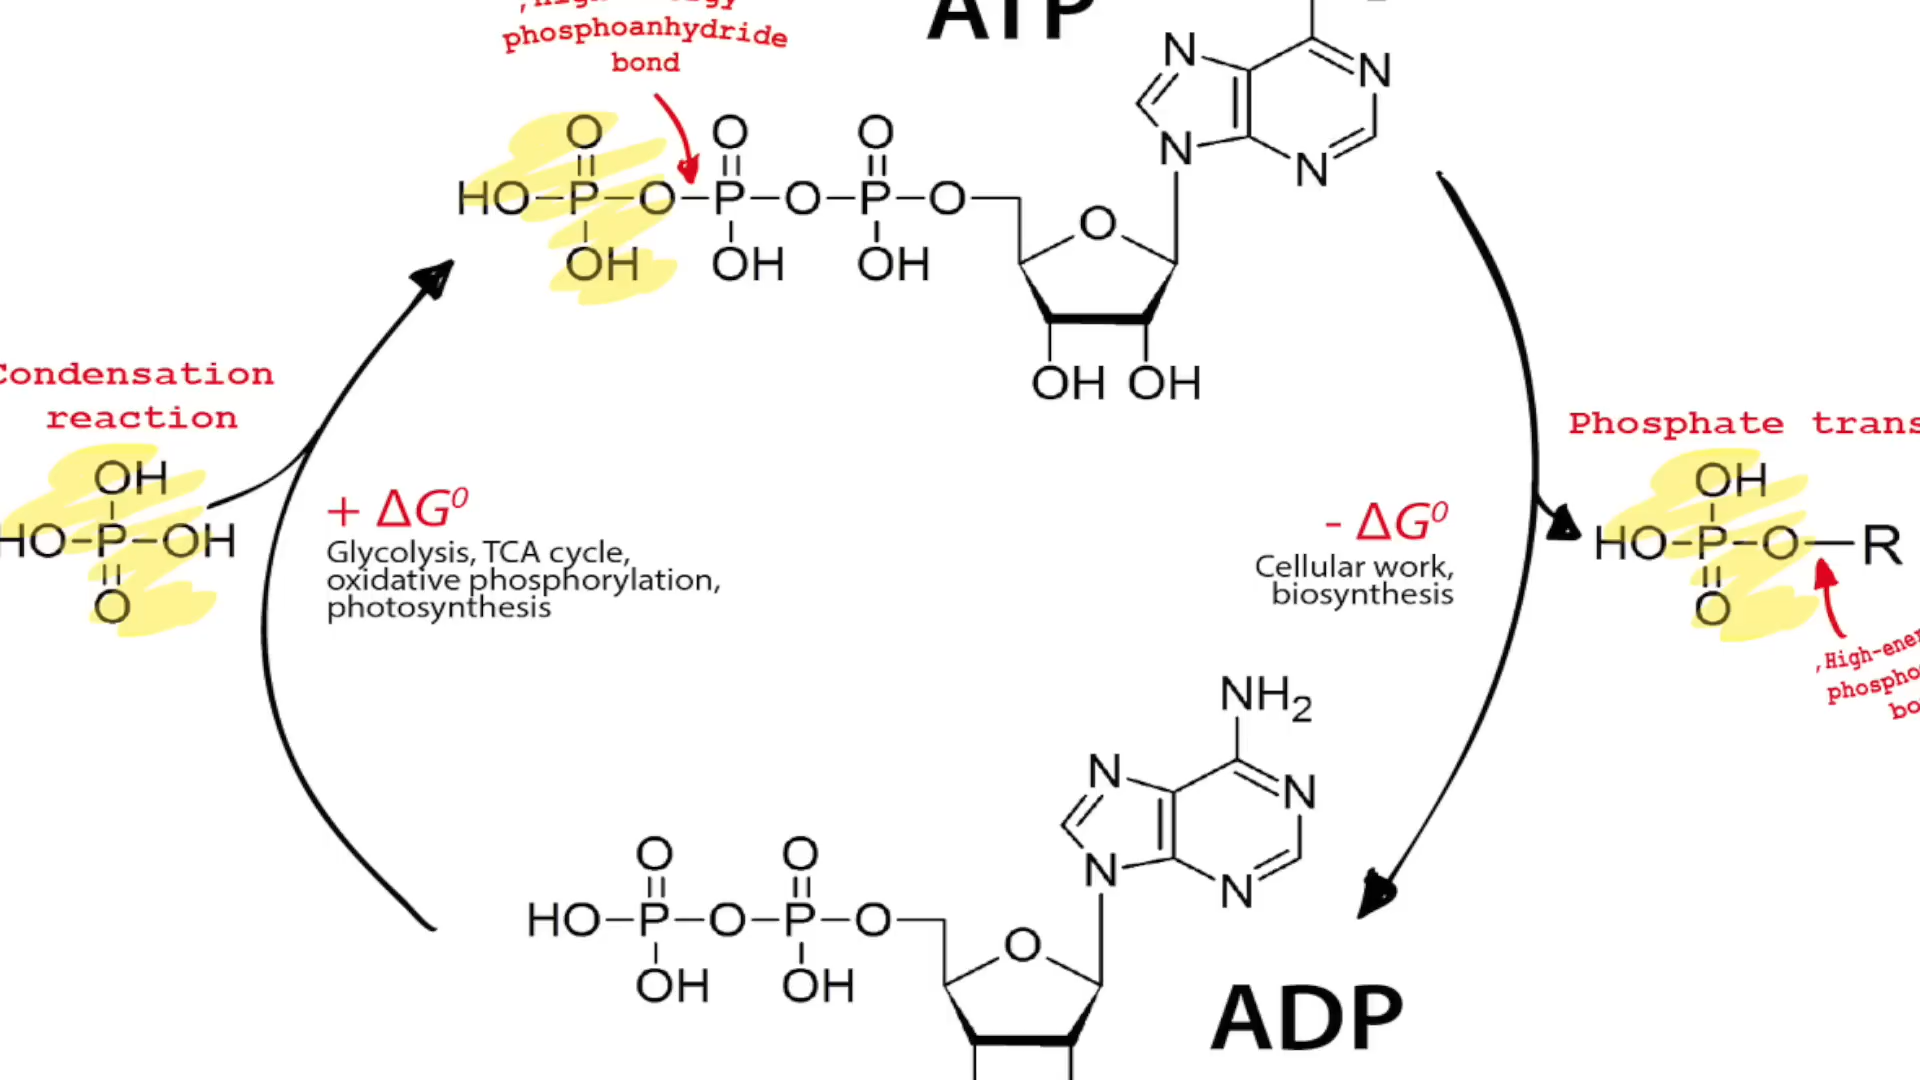 phosphoanhydride
bond
ATP
N
N
N
N
O
O
O
HO-P-O-P-O-P-O
OH
OH
OH
O
OH OH
Condensation
reaction
OH
HO-P-OH
O
+ ΔG⁰
Glycolysis, TCA cycle,
oxidative phosphorylation,
photosynthesis
- ΔG⁰
Cellular work,
biosynthesis
Phosphate
OH
HO-P-O-R
O
NH₂
N
N
N
N
O
O
HO-P-O-P-O
OH
OH
O
ADP